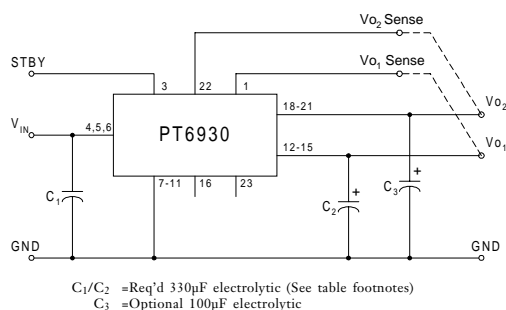 Vo2 Sense
Vo1 Sense
STBY
3 22 1
18-21
Vo2
VIN
4,5,6
PT6930
12-15
Vo1
7-11 16 23
C1
C2
+
C3
+
GND
GND
C1/C2 =Req'd 330µF electrolytic (See table footnotes)
C3 =Optional 100µF electrolytic